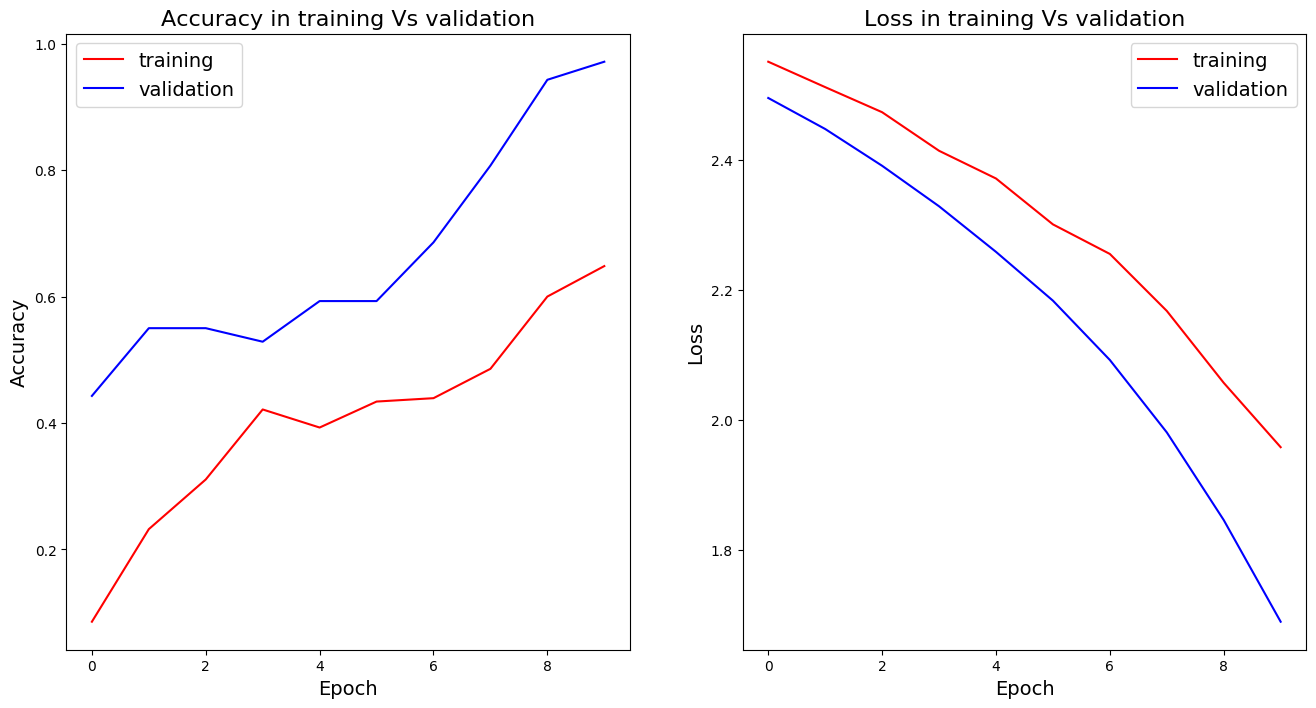 Accuracy in training Vs validation
1.0
0.8
0.6
0.4
0.2
Accuracy
training
validation
0 2 4 6 8
Epoch
Loss in training Vs validation
2.4
2.2
2.0
1.8
Loss
training
validation
0 2 4 6 8
Epoch